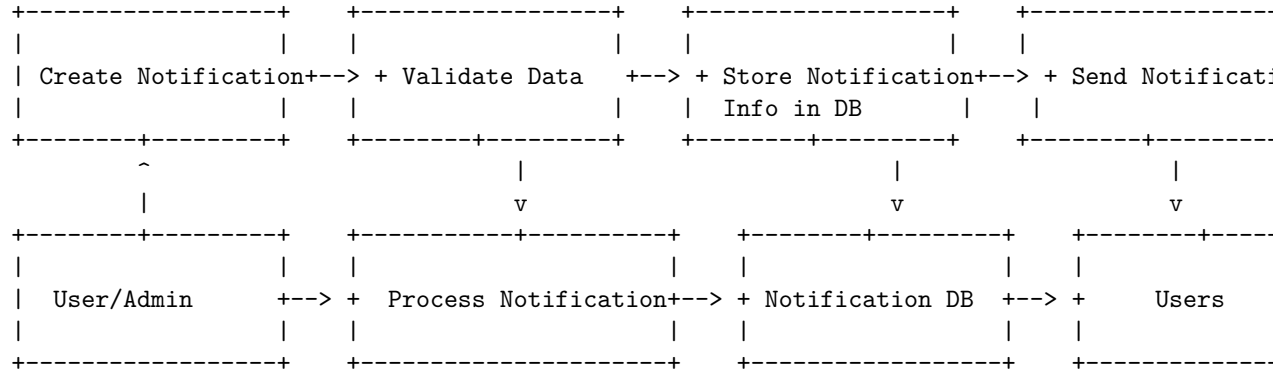 Create Notification Validate Data Store Notification Send Notificati
Info in DB
User/Admin Process Notification Notification DB Users